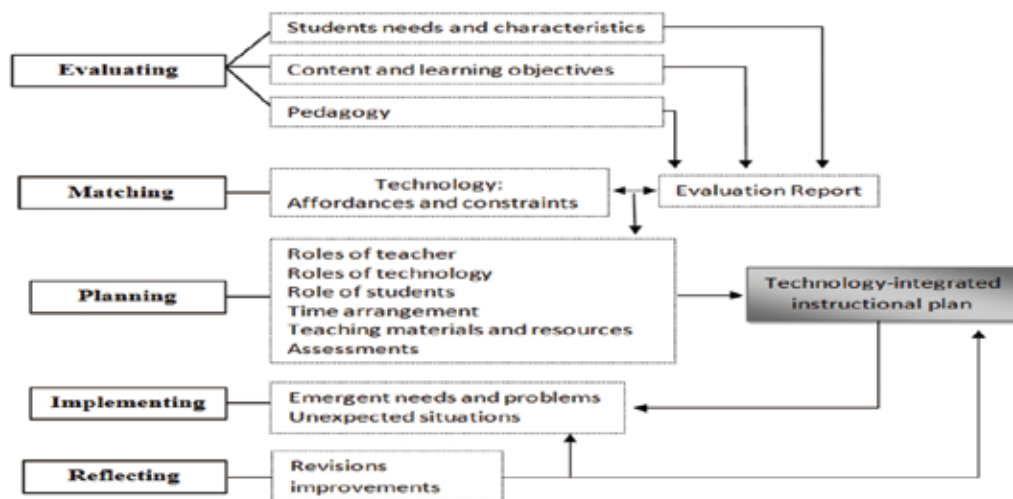 Evaluating
Students needs and characteristics
Content and learning objectives
Pedagogy
Matching
Technology:
Affordances and constraints
Evaluation Report
Planning
Roles of teacher
Roles of technology
Role of students
Time arrangement
Teaching materials and resources
Assessments
Technology-integrated
instructional plan
Implementing
Emergent needs and problems
Unexpected situations
Reflecting
Revisions
improvements